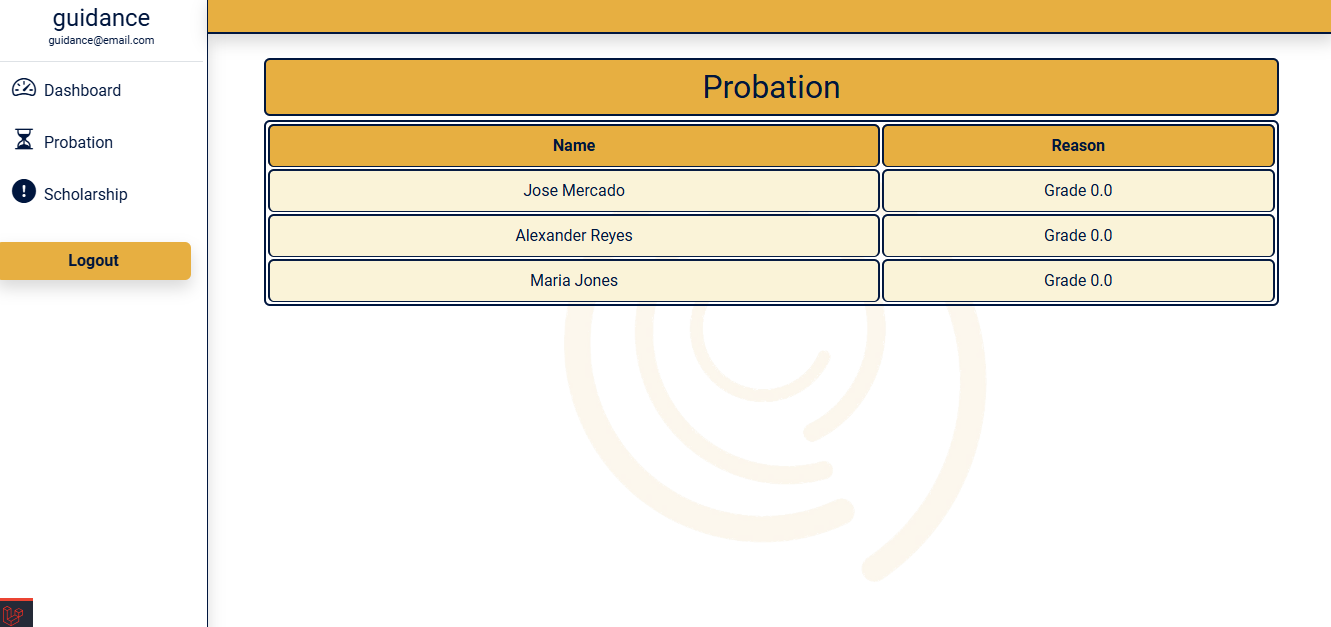 guidance
guidance@email.com
Dashboard
Probation
Scholarship
Logout
Probation
Name Reason
Jose Mercado Grade 0.0
Alexander Reyes Grade 0.0
Maria Jones Grade 0.0